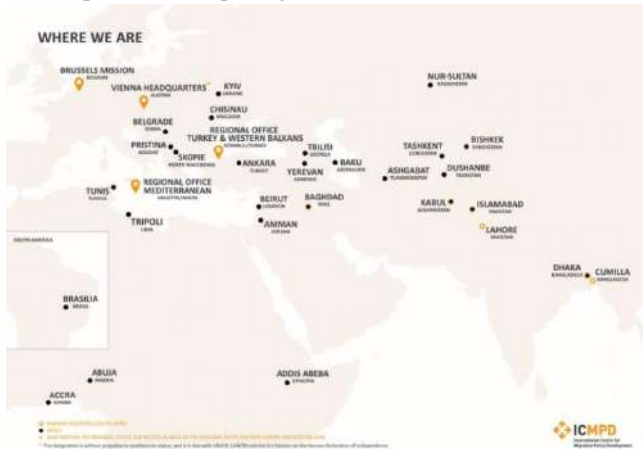 WHERE WE ARE
BRUSSELS MISSION
BELGIUM
VIENNA HEADQUARTERS
AUSTRIA
KYIV
UKRAINE
NUR-SULTAN
KAZAKHSTAN
CHISINAU
MOLDOVA
BELGRADE
SERBIA
REGIONAL OFFICE
TURKEY & WESTERN BALKANS
ISTANBUL/TURKEY
PRISTINA
KOSOVO
SKOPJE
NORTH MACEDONIA
ANKARA
TURKEY
TBILISI
GEORGIA
YEREVAN
ARMENIA
BAKU
AZERBAIJAN
TASHKENT
UZBEKISTAN
BISHKEK
KYRGYZSTAN
ASHGABAT
TURKMENISTAN
DUSHANBE
TAJIKISTAN
TUNIS
TUNISIA
REGIONAL OFFICE
MEDITERRANEAN
VALLETTA/MALTA
BEIRUT
LEBANON
BAGHDAD
IRAQ
KABUL
AFGHANISTAN
ISLAMABAD
PAKISTAN
TRIPOLI
LIBYA
AMMAN
JORDAN
LAHORE
PAKISTAN
SOUTH AMERICA
DHAKA
BANGLADESH
CUMILLA
BANGLADESH
BRASILIA
BRAZIL
ABUJA
NIGERIA
ADDIS ABEBA
ETHIOPIA
ACCRA
GHANA
ICMPD
International Centre for
Migration Policy Development